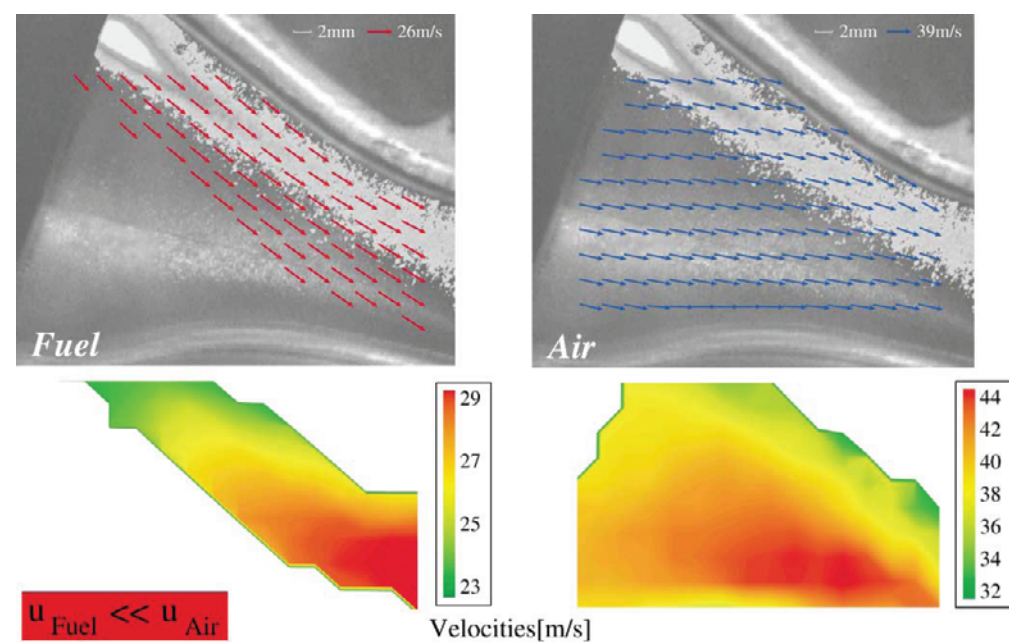 2mm 26m/s
2mm 39m/s
Fuel
Air
29
27
25
23
44
42
40
38
36
34
32
u Fuel << u Air
Velocities[m/s]